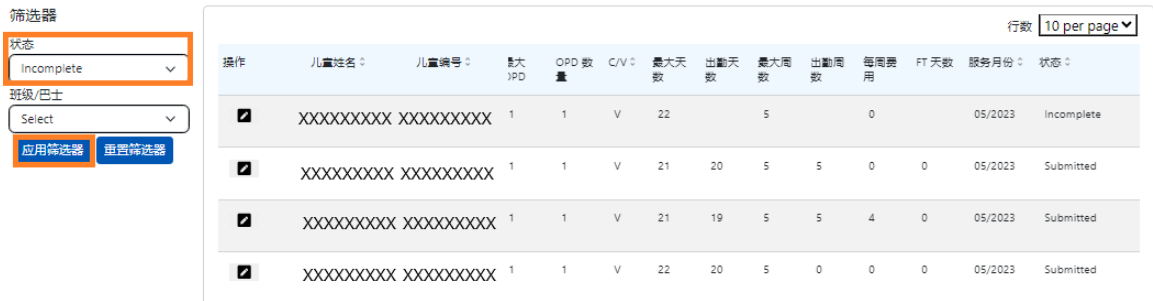 筛选器
状态
Incomplete
班级/巴士
Select
应用筛选器 重置筛选器
行数 10 per page
操作 儿童姓名 儿童编号 最大OPD OPD 数量 C/V 最大天数 出勤天数 最大周数 出勤周数 每周费用 FT 天数 服务月份 状态
XXXXXXXXX XXXXXXXXX 1 1 V 22 5 0 05/2023 Incomplete
XXXXXXXXX XXXXXXXXX 1 1 V 21 20 5 5 0 0 05/2023 Submitted
XXXXXXXXX XXXXXXXXX 1 1 V 21 19 5 5 4 0 05/2023 Submitted
XXXXXXXXX XXXXXXXXX 1 1 V 22 20 5 0 0 0 05/2023 Submitted